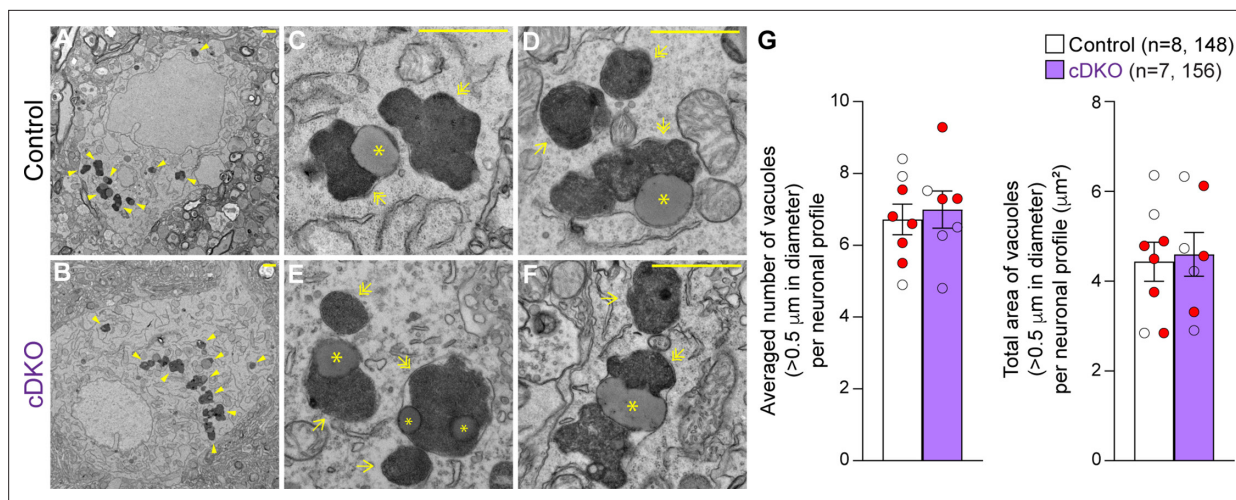 A
C
D
G
Control (n=8, 148)
cDKO (n=7, 156)
Control
*
*
Averaged number of vacuoles
(>0.5 μm in diameter)
per neuronal profile
10
8
6
4
2
0
Total area of vacuoles
(>0.5 μm in diameter)
per neuronal profile (μm²)
8
6
4
2
0
B
E
F
cDKO
*
*
*
*